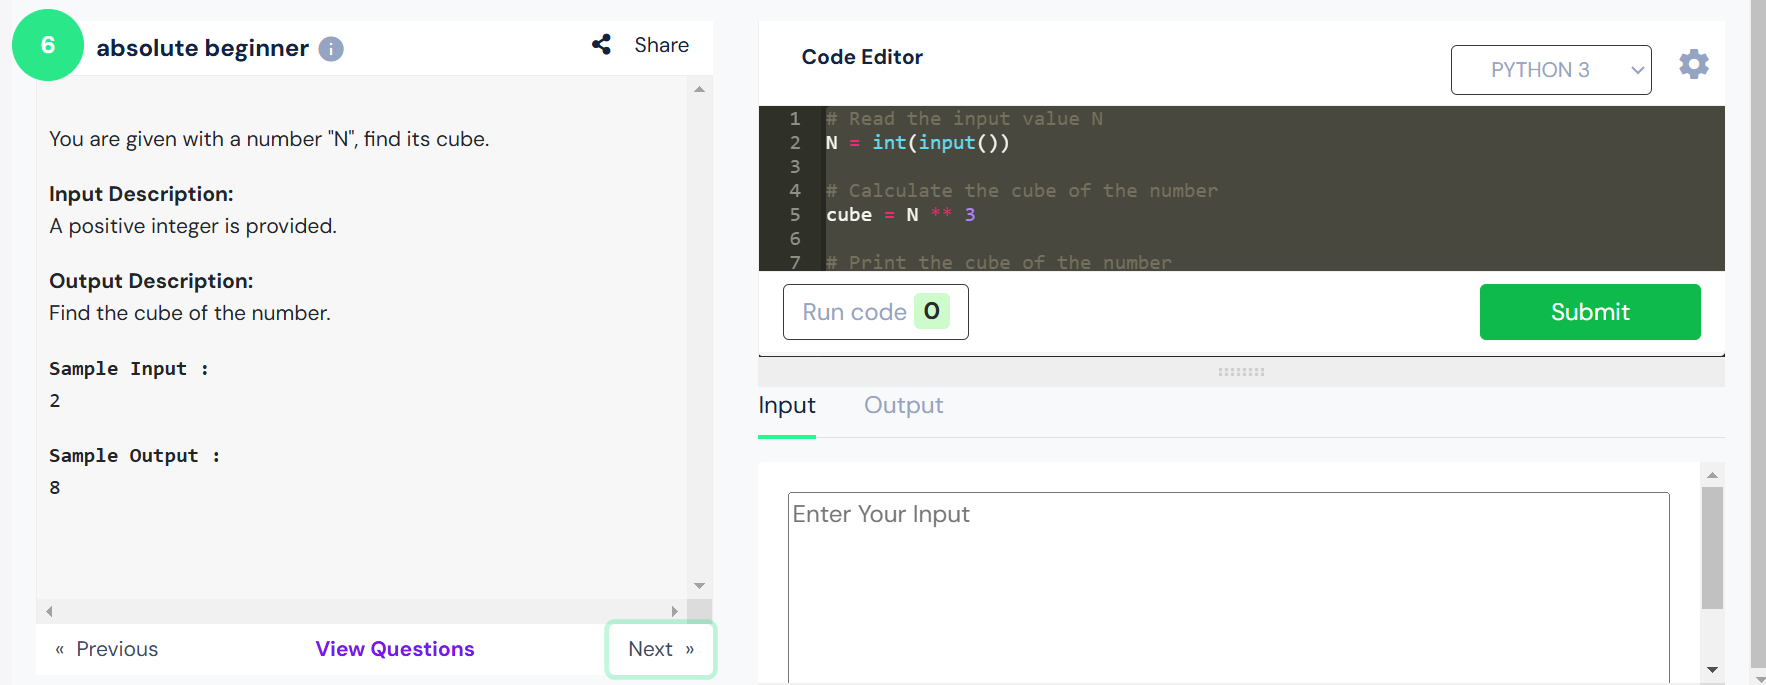 6
absolute beginner i
Share
You are given with a number "N", find its cube.
Input Description:
A positive integer is provided.
Output Description:
Find the cube of the number.
Sample Input :
2
Sample Output :
8
« Previous
View Questions
Next »
Code Editor
PYTHON 3
1 # Read the input value N
2 N = int(input())
3
4 # Calculate the cube of the number
5 cube = N ** 3
6
7 # Print the cube of the number
Run code 0
Submit
Input
Output
Enter Your Input